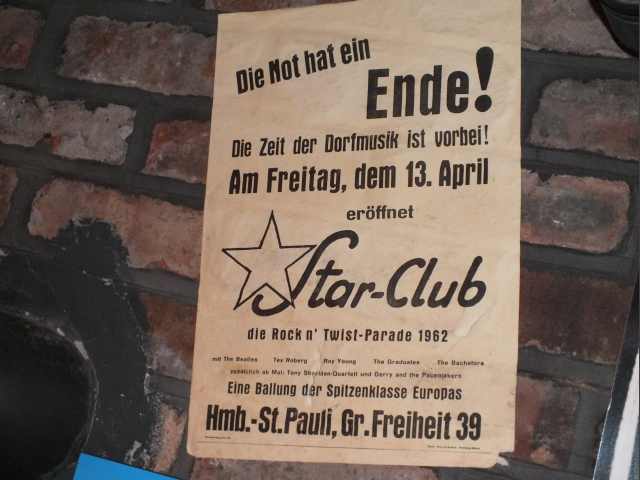 Die Not hat ein
Ende!
Die Zeit der Dorfmusik ist vorbei!
Am Freitag, dem 13. April
eröffnet
Star-Club
die Rock n' Twist-Parade 1962
mit The Beatles Tex Roberg Roy Young The Graduates The Bachelors
zusätzlich ab Mai: Tony Sheridan-Quartett und Gerry and the Pacemakers
Eine Ballung der Spitzenklasse Europas
Hmb.-St. Pauli, Gr. Freiheit 39